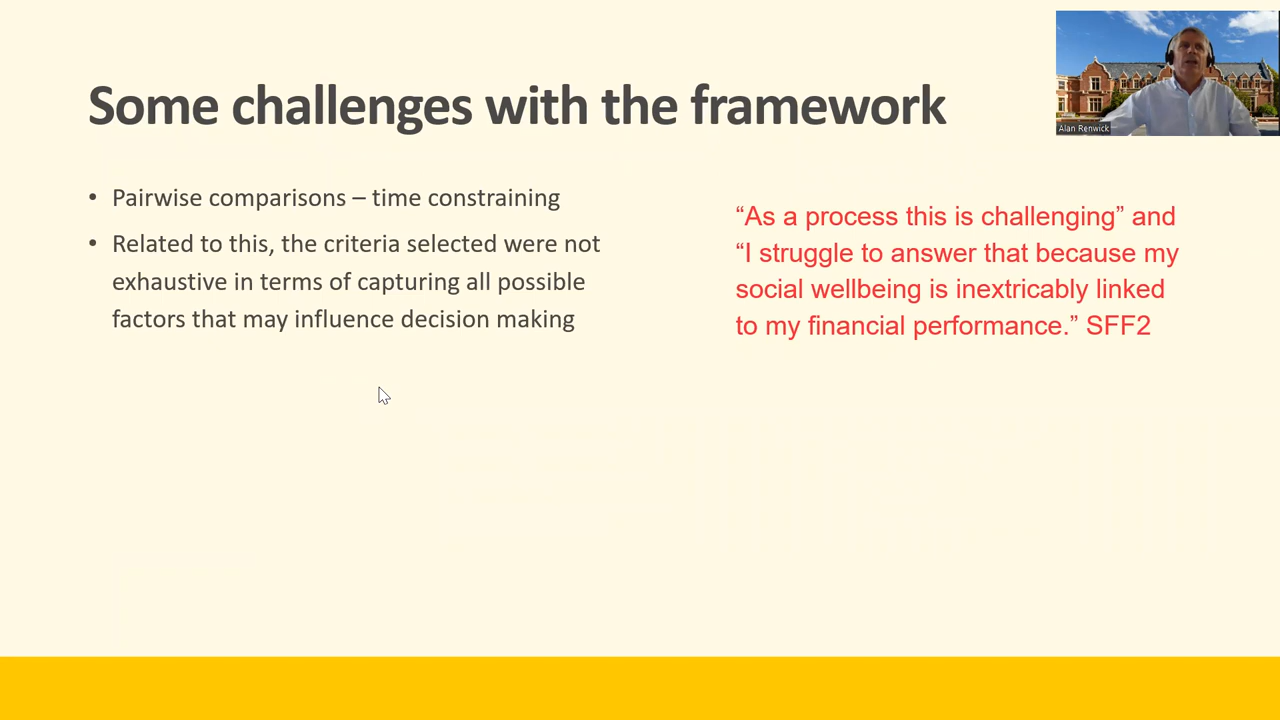 Some challenges with the framework
Alan Renwick
• Pairwise comparisons – time constraining
• Related to this, the criteria selected were not
exhaustive in terms of capturing all possible
factors that may influence decision making
“As a process this is challenging” and
“I struggle to answer that because my
social wellbeing is inextricably linked
to my financial performance.” SFF2